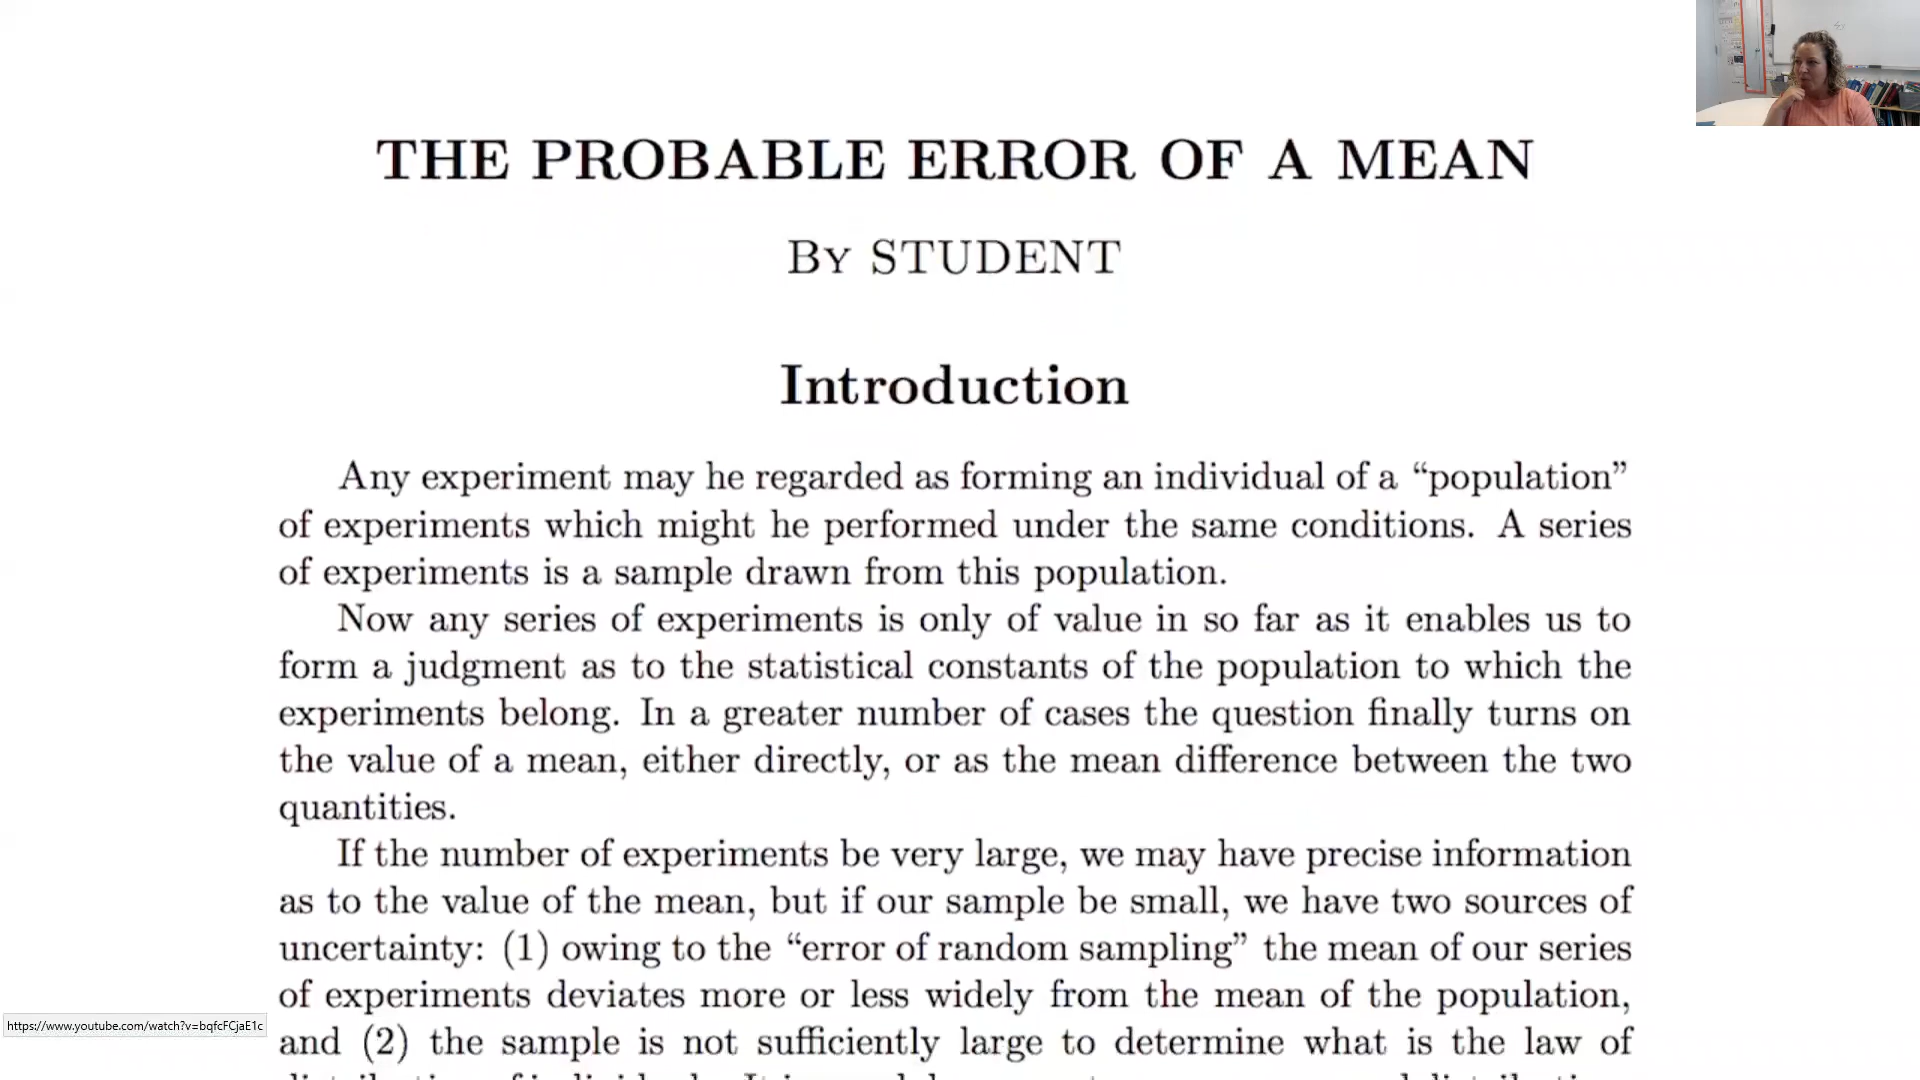 THE PROBABLE ERROR OF A MEAN
By STUDENT
Introduction
Any experiment may he regarded as forming an individual of a “population”
of experiments which might he performed under the same conditions. A series
of experiments is a sample drawn from this population.
Now any series of experiments is only of value in so far as it enables us to
form a judgment as to the statistical constants of the population to which the
experiments belong. In a greater number of cases the question finally turns on
the value of a mean, either directly, or as the mean difference between the two
quantities.
If the number of experiments be very large, we may have precise information
as to the value of the mean, but if our sample be small, we have two sources of
uncertainty: (1) owing to the “error of random sampling” the mean of our series
of experiments deviates more or less widely from the mean of the population,
and (2) the sample is not sufficiently large to determine what is the law of
https://www.youtube.com/watch?v=bqfcFCjaE1c